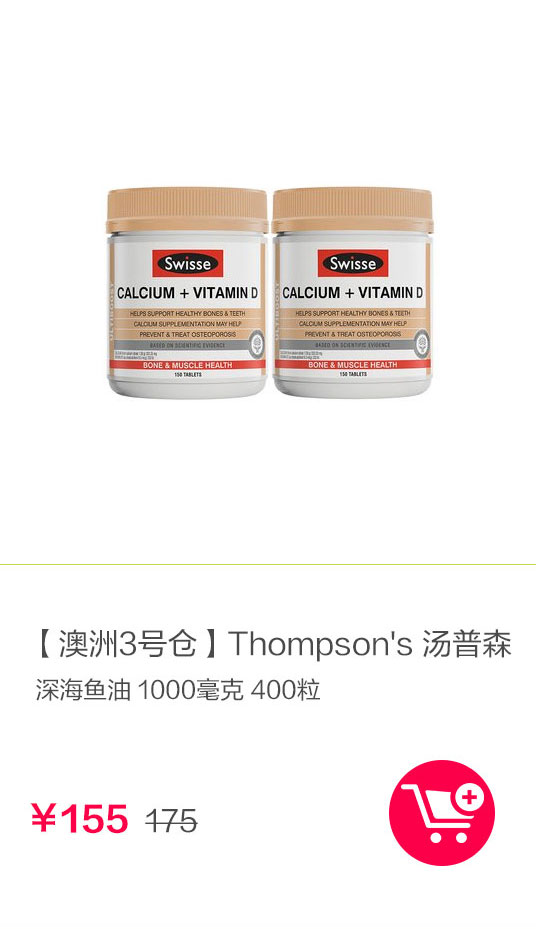 Swisse
CALCIUM + VITAMIN D
HELPS SUPPORT HEALTHY BONES & TEETH
CALCIUM SUPPLEMENTATION MAY HELP
PREVENT & TREAT OSTEOPOROSIS
BASED ON SCIENTIFIC EVIDENCE
BONE & MUSCLE HEALTH
150 TABLETS
Swisse
CALCIUM + VITAMIN D
HELPS SUPPORT HEALTHY BONES & TEETH
CALCIUM SUPPLEMENTATION MAY HELP
PREVENT & TREAT OSTEOPOROSIS
BASED ON SCIENTIFIC EVIDENCE
BONE & MUSCLE HEALTH
150 TABLETS
【澳洲3号仓】Thompson's 汤普森
深海鱼油 1000毫克 400粒
¥155 175